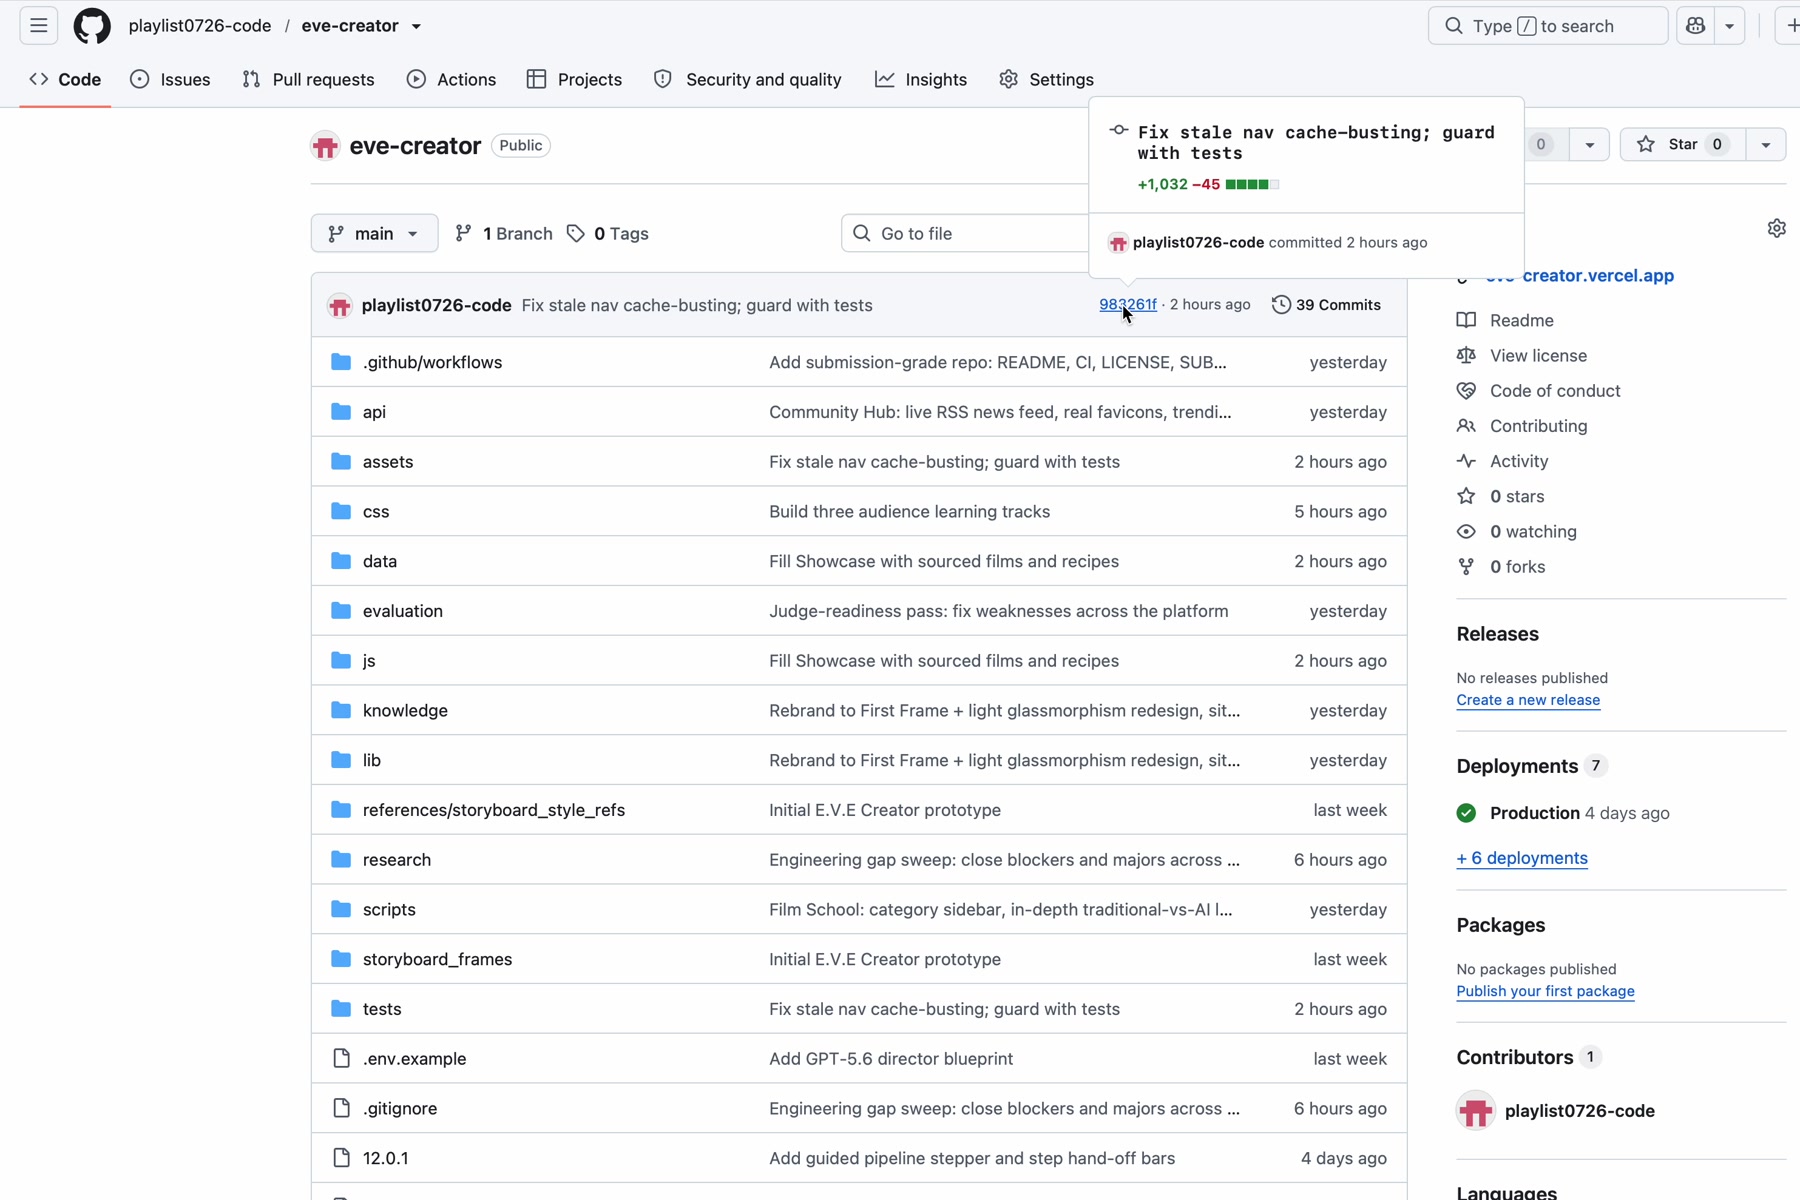 playlist0726-code / eve-creator
Type / to search
Code
Issues
Pull requests
Actions
Projects
Security and quality
Insights
Settings
eve-creator
Public
Fix stale nav cache-busting; guard
with tests
+1,032 −45
playlist0726-code committed 2 hours ago
0
Star 0
main
1 Branch
0 Tags
Go to file
eve-creator.vercel.app
playlist0726-code Fix stale nav cache-busting; guard with tests
983261f · 2 hours ago
39 Commits
.github/workflows Add submission-grade repo: README, CI, LICENSE, SUB... yesterday
api Community Hub: live RSS news feed, real favicons, trendi... yesterday
assets Fix stale nav cache-busting; guard with tests 2 hours ago
css Build three audience learning tracks 5 hours ago
data Fill Showcase with sourced films and recipes 2 hours ago
evaluation Judge-readiness pass: fix weaknesses across the platform yesterday
js Fill Showcase with sourced films and recipes 2 hours ago
knowledge Rebrand to First Frame + light glassmorphism redesign, sit... yesterday
lib Rebrand to First Frame + light glassmorphism redesign, sit... yesterday
references/storyboard_style_refs Initial E.V.E Creator prototype last week
research Engineering gap sweep: close blockers and majors across ... 6 hours ago
scripts Film School: category sidebar, in-depth traditional-vs-AI l... yesterday
storyboard_frames Initial E.V.E Creator prototype last week
tests Fix stale nav cache-busting; guard with tests 2 hours ago
.env.example Add GPT-5.6 director blueprint last week
.gitignore Engineering gap sweep: close blockers and majors across ... 6 hours ago
12.0.1 Add guided pipeline stepper and step hand-off bars 4 days ago
Readme
View license
Code of conduct
Contributing
Activity
0 stars
0 watching
0 forks
Releases
No releases published
Create a new release
Deployments 7
Production 4 days ago
+ 6 deployments
Packages
No packages published
Publish your first package
Contributors 1
playlist0726-code
Languages